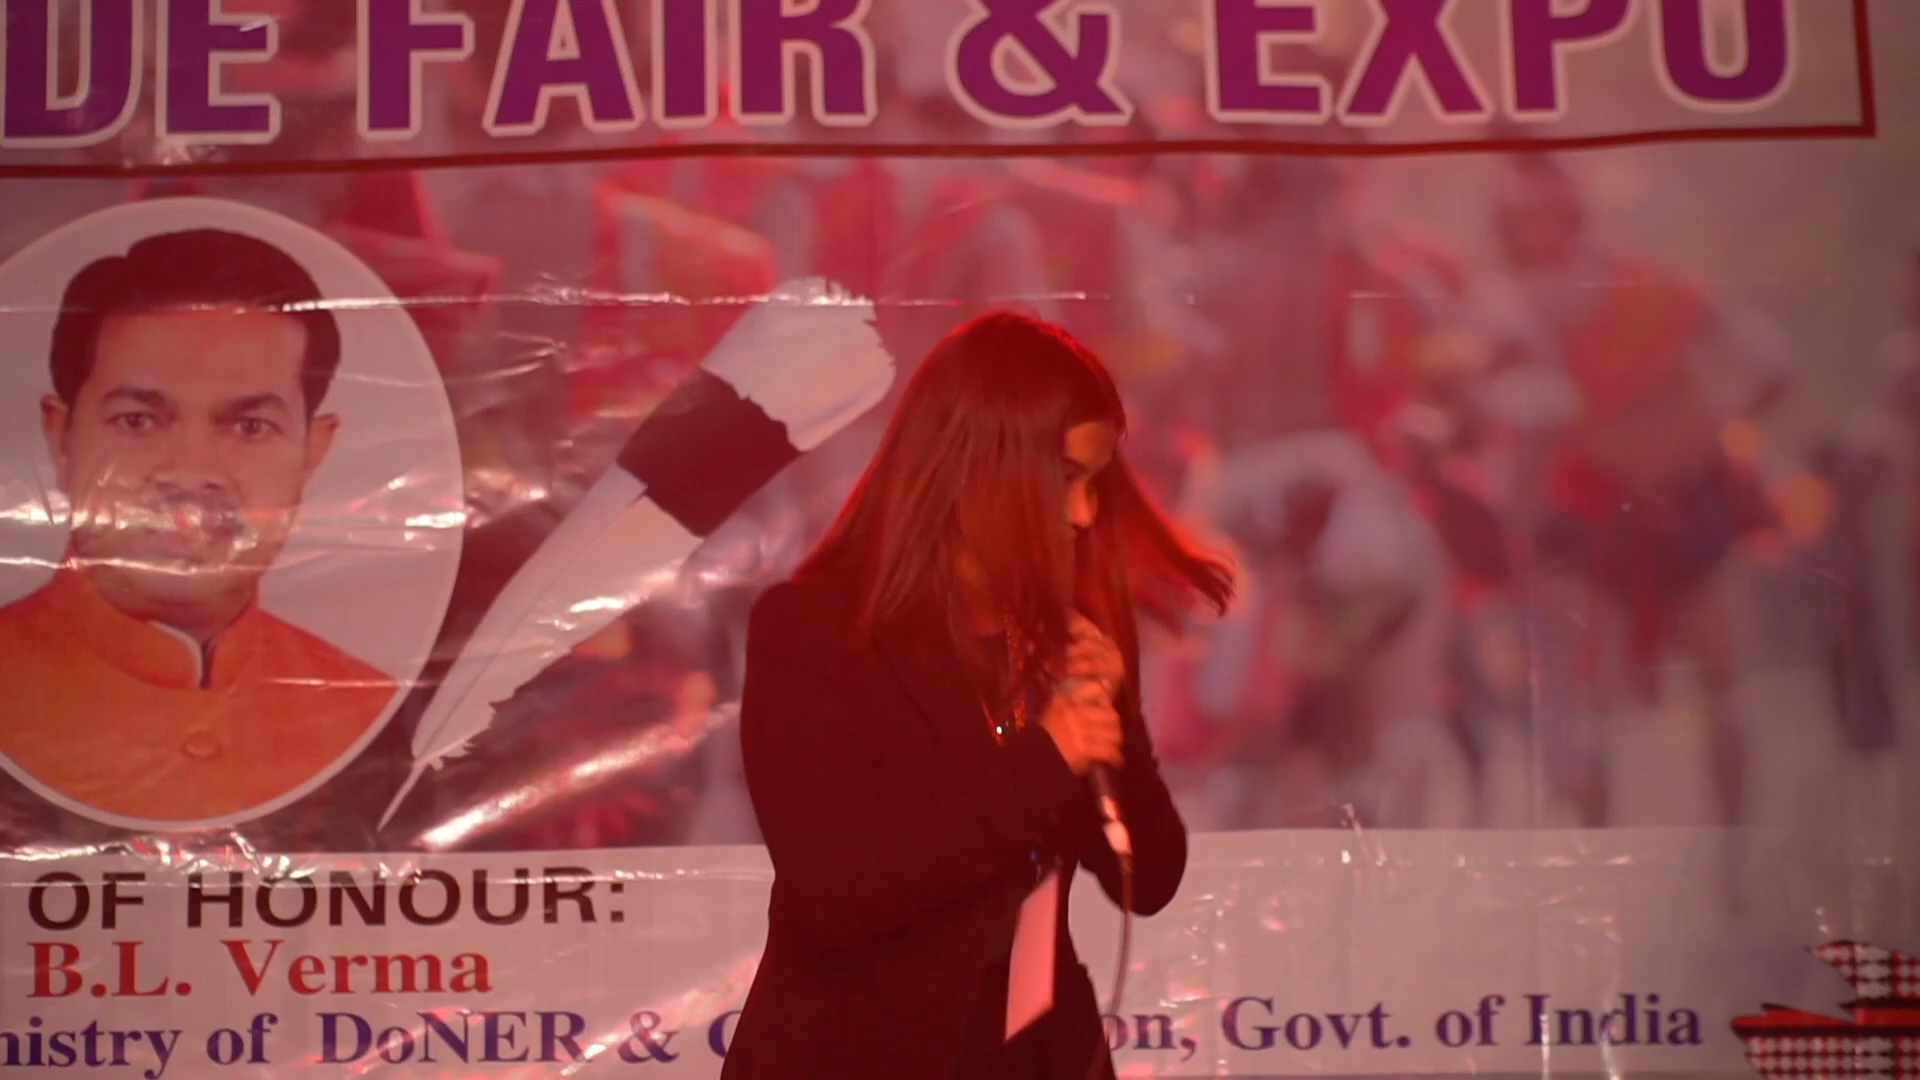 DE FAIR & EXPO
OF HONOUR:
B.L. Verma
nistry of DoNER & C on, Govt. of India